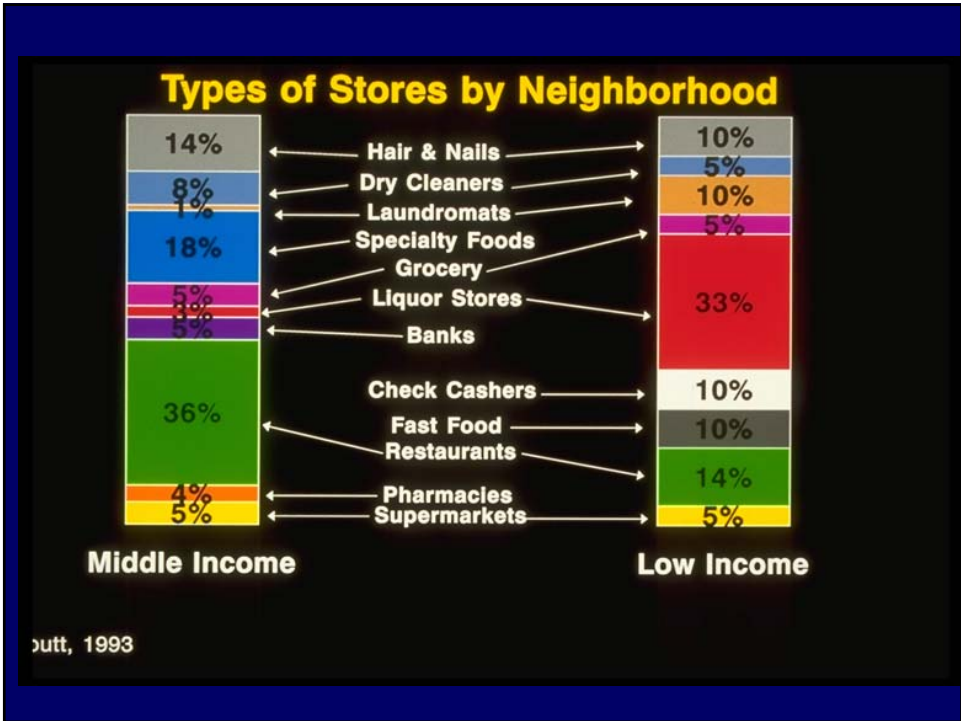 Types of Stores by Neighborhood
14%
8%
1%
18%
5%
3%
5%
36%
4%
5%
Middle Income
Hair & Nails
Dry Cleaners
Laundromats
Specialty Foods
Grocery
Liquor Stores
Banks
Check Cashers
Fast Food
Restaurants
Pharmacies
Supermarkets
10%
5%
10%
5%
33%
10%
10%
14%
5%
Low Income
1993